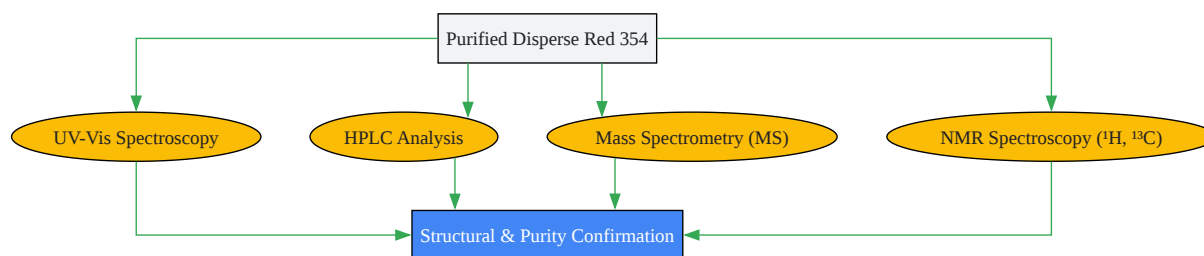 Purified Disperse Red 354
UV-Vis Spectroscopy
HPLC Analysis
Mass Spectrometry (MS)
NMR Spectroscopy (¹H, ¹³C)
Structural & Purity Confirmation